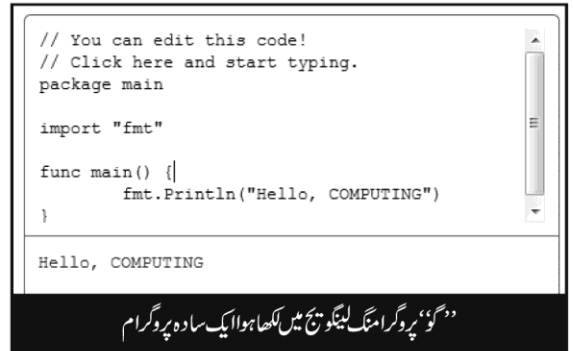 // You can edit this code!
// Click here and start typing.
package main
import "fmt"
func main() {
fmt.Println("Hello, COMPUTING")
}
Hello, COMPUTING
’’گو‘‘ پروگرامنگ لینگویج میں لکھا ہوا ایک سادہ پروگرام